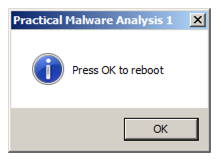 Practical Malware Analysis 1
Press OK to reboot
OK